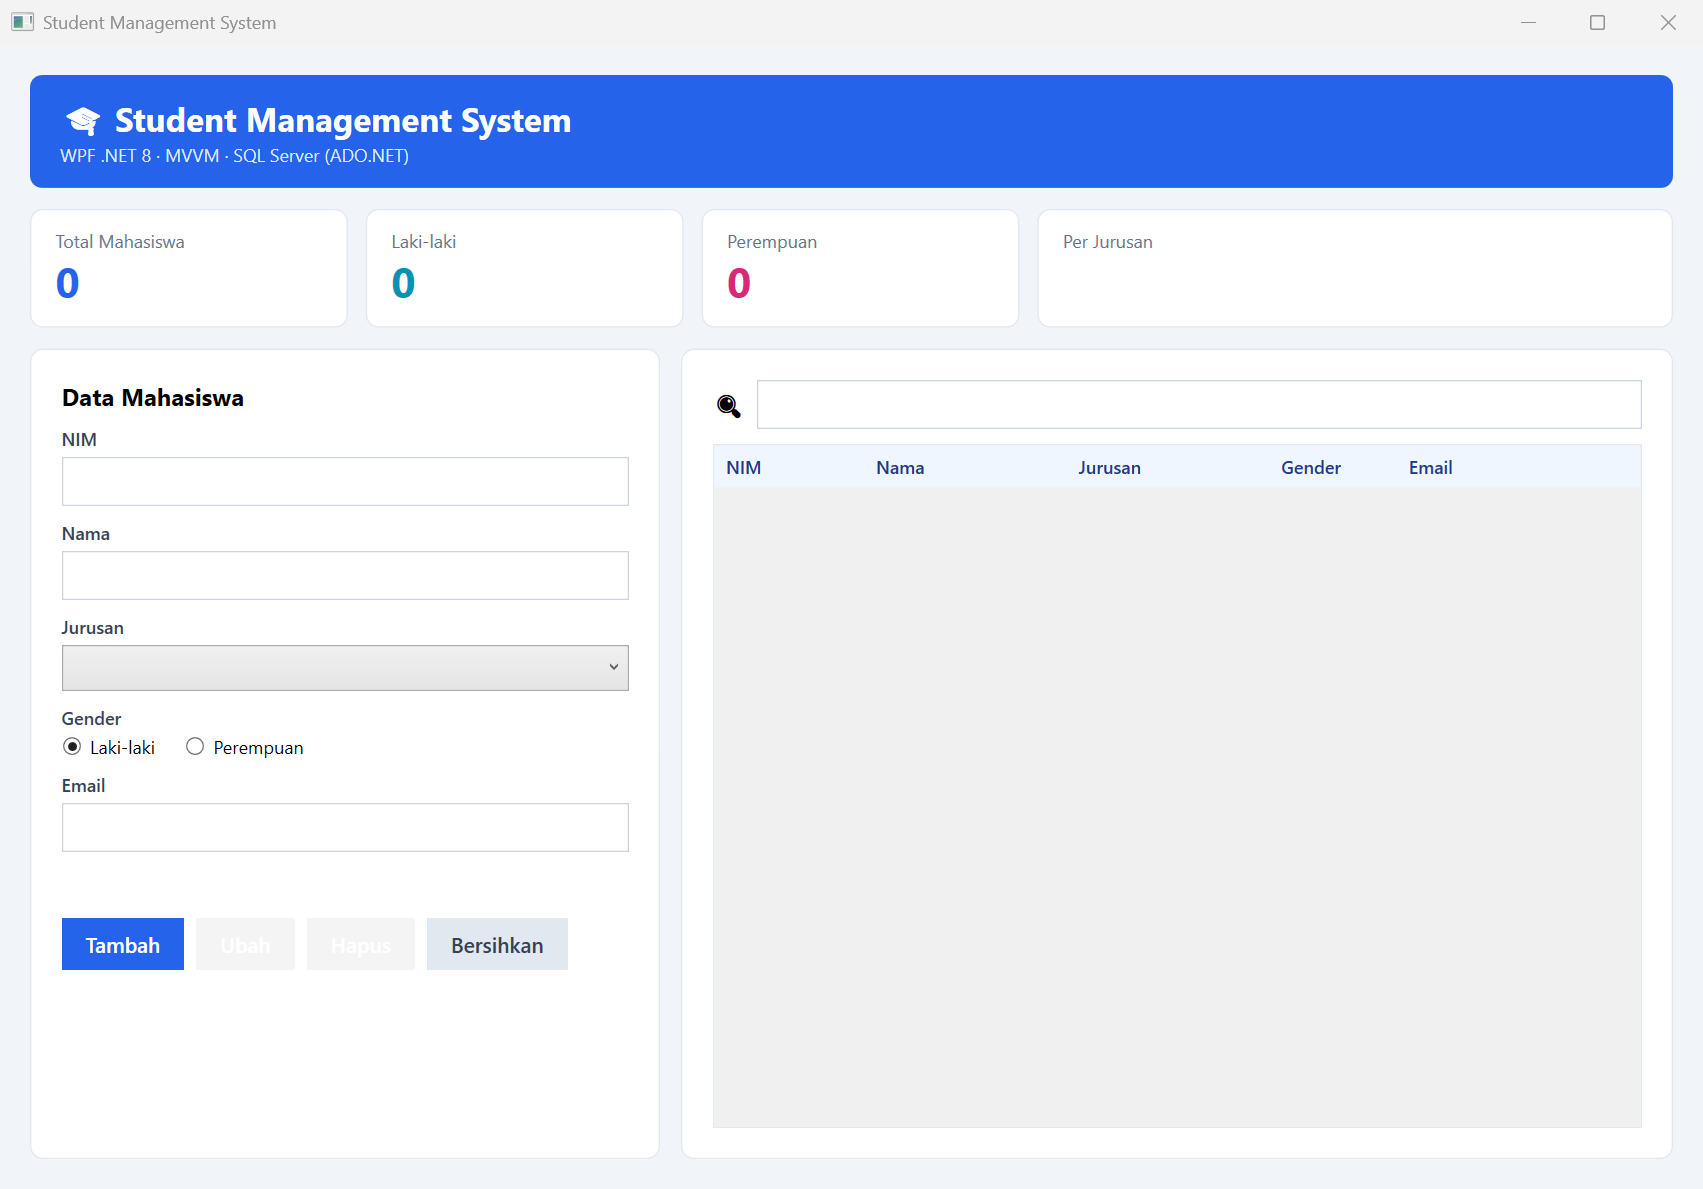 Student Management System
Student Management System
WPF .NET 8 · MVVM · SQL Server (ADO.NET)
Total Mahasiswa
0
Laki-laki
0
Perempuan
0
Per Jurusan
Data Mahasiswa
NIM
Nama
Jurusan
Gender
Laki-laki Perempuan
Email
Tambah Ubah Hapus Bersihkan
NIM Nama Jurusan Gender Email